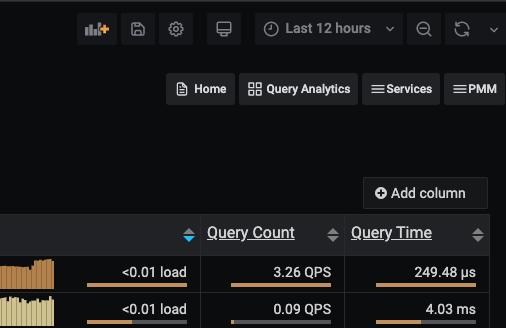 Last 12 hours
Home Query Analytics Services PMM
Add column
Query Count Query Time
<0.01 load 3.26 QPS 249.48 µs
<0.01 load 0.09 QPS 4.03 ms